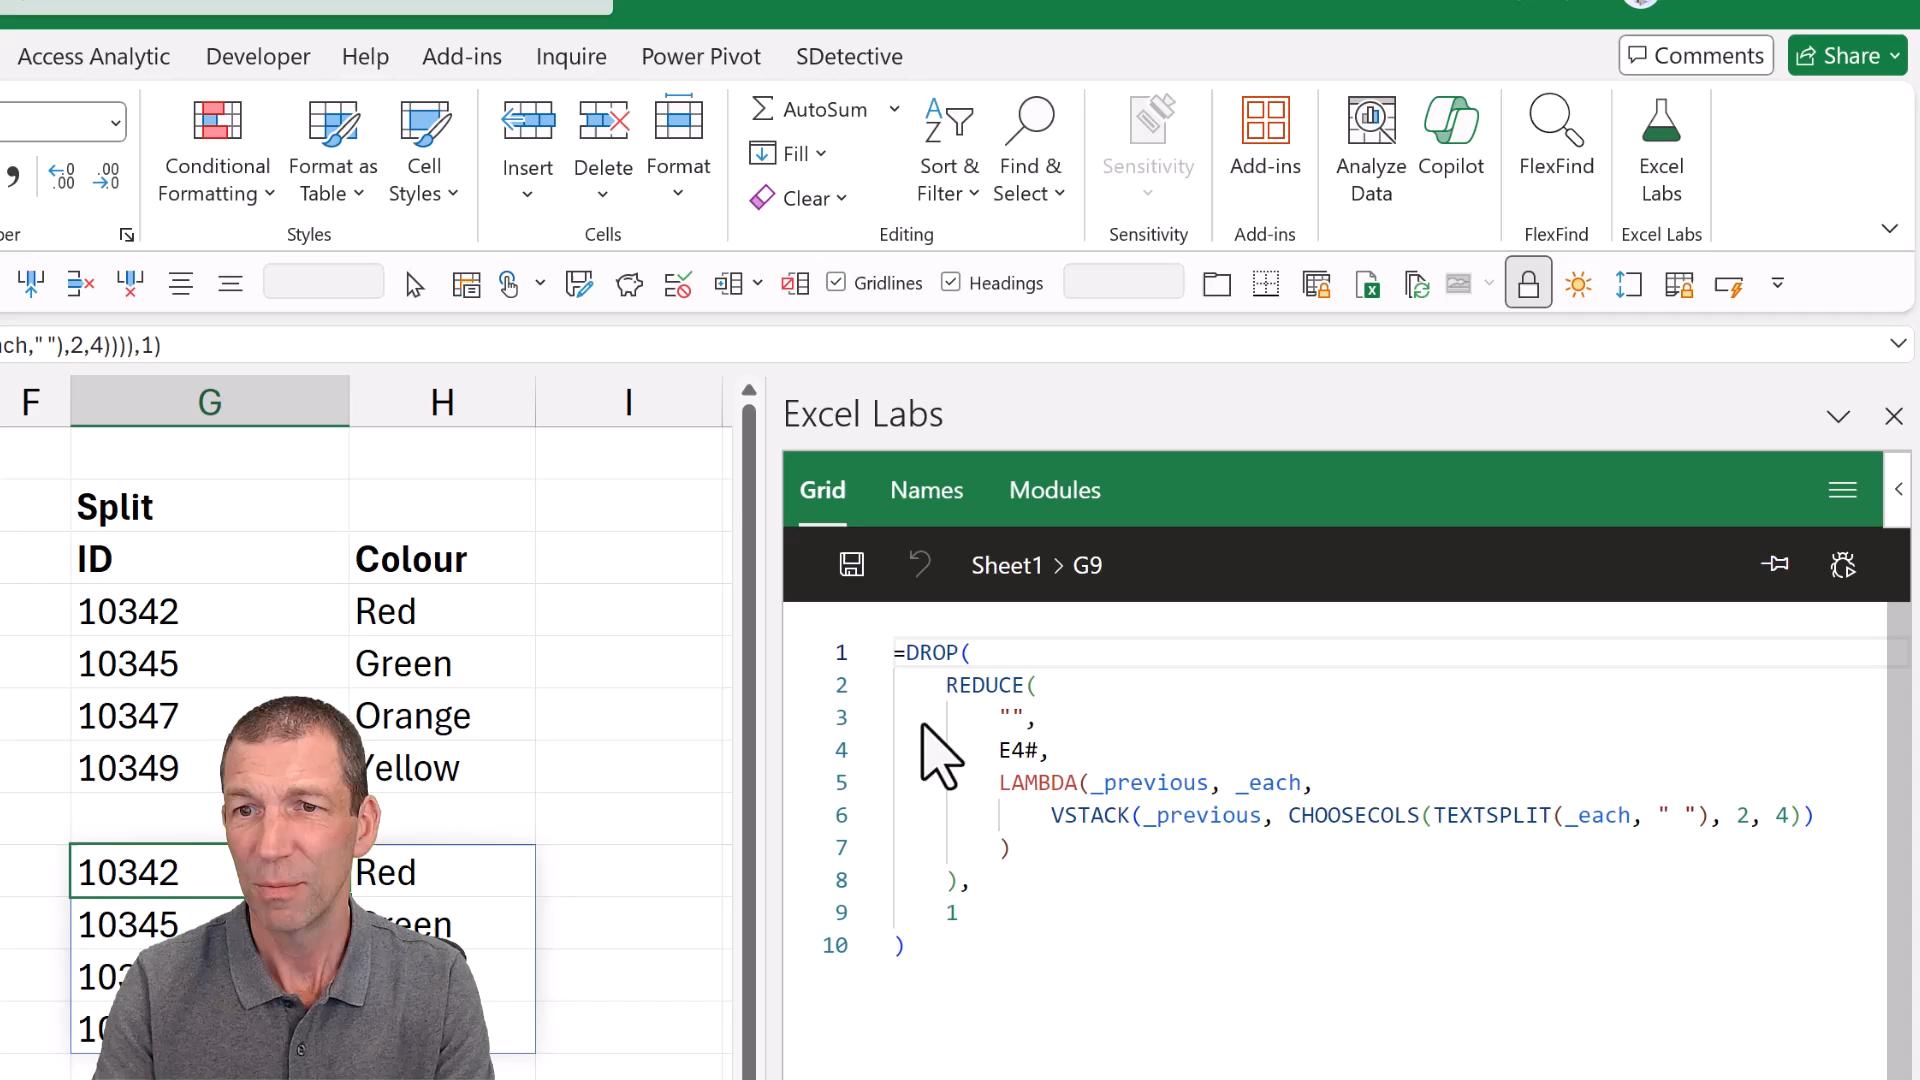 Access Analytic Developer Help Add-ins Inquire Power Pivot SDetective Comments Share
Conditional Formatting
Format as Table
Cell Styles
Styles
Insert
Delete
Format
Cells
AutoSum
Fill
Clear
Sort & Filter
Find & Select
Editing
Sensitivity
Sensitivity
Add-ins
Add-ins
Analyze Data
Copilot
FlexFind
FlexFind
Excel Labs
Excel Labs
Gridlines Headings
ch," "),2,4)))),1)
F G H I
Split
ID Colour
10342 Red
10345 Green
10347 Orange
10349 Yellow
10342 Red
10345
Excel Labs
Grid Names Modules
Sheet1 > G9
1 =DROP(
2 REDUCE(
3 "",
4 E4#,
5 LAMBDA(_previous, _each,
6 VSTACK(_previous, CHOOSECOLS(TEXTSPLIT(_each, " "), 2, 4))
7 )
8 ),
9 1
10 )